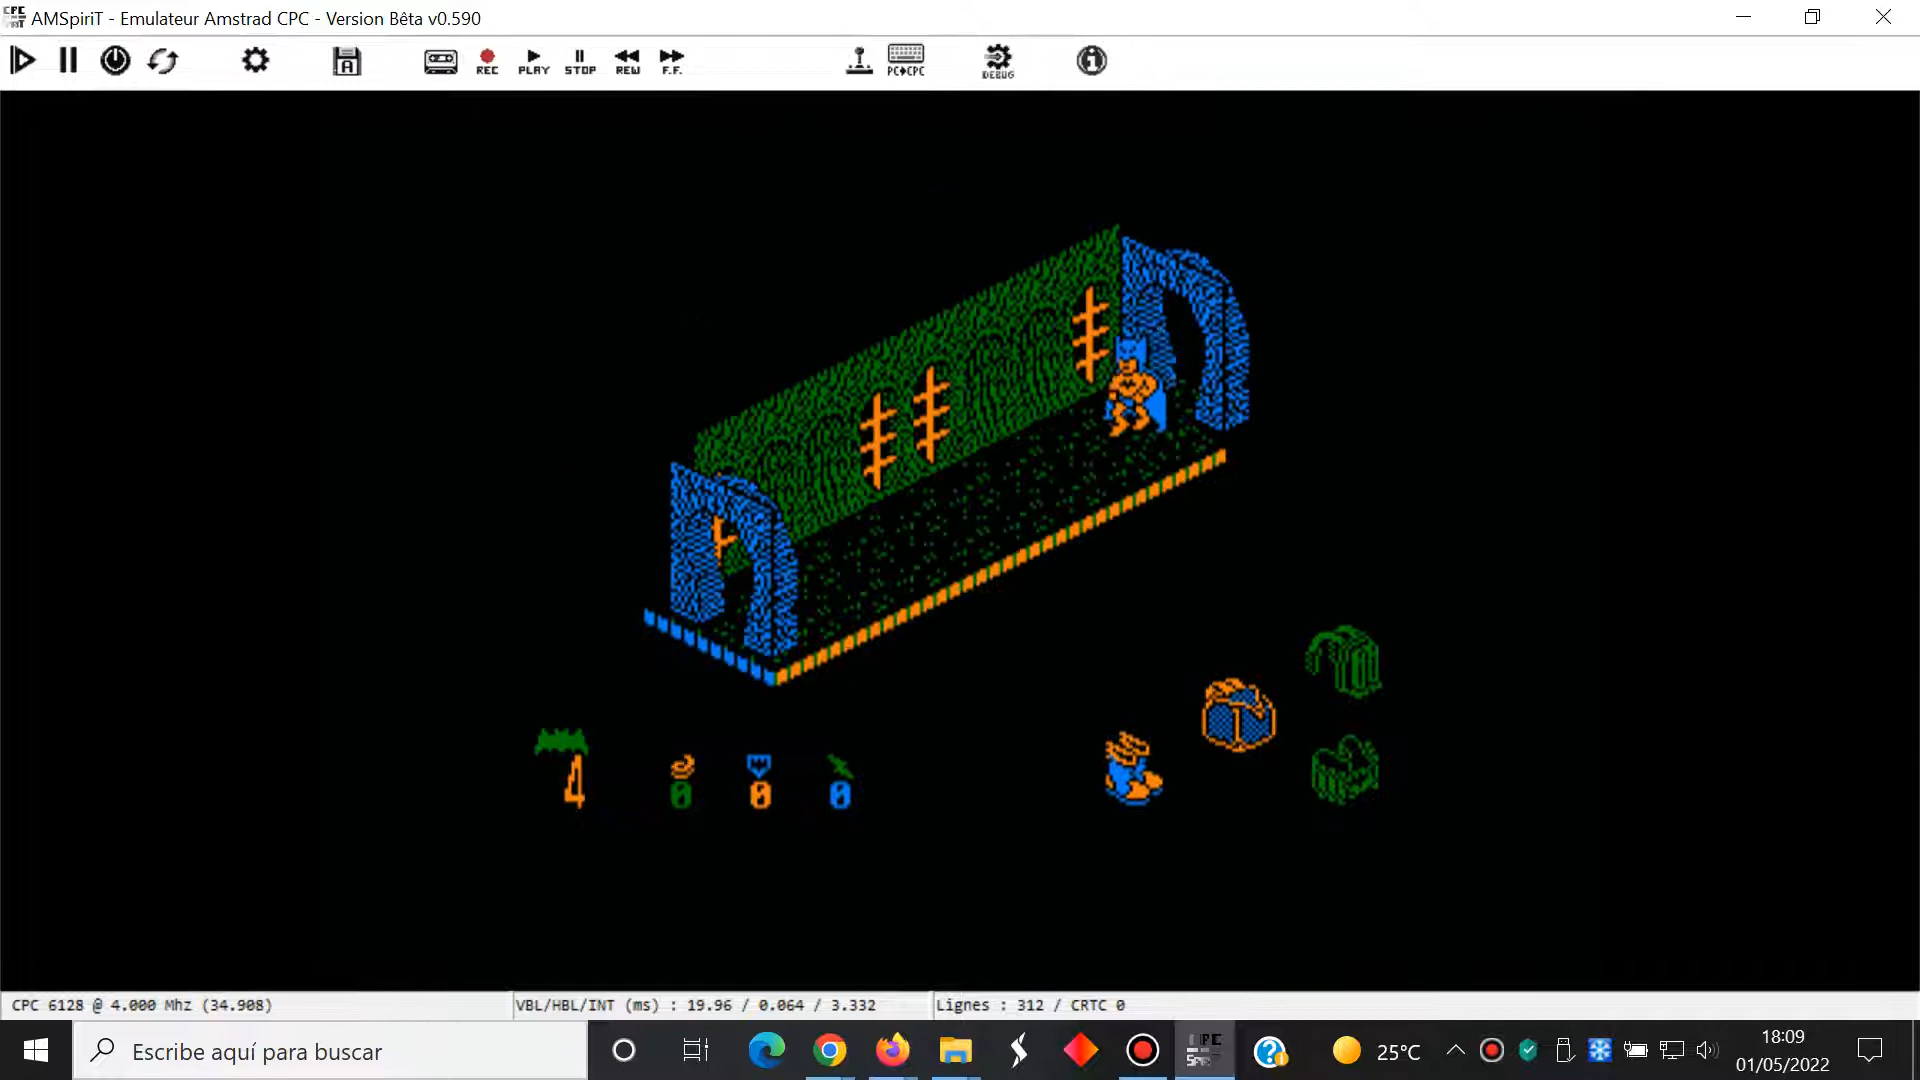 AMSpiriT - Emulateur Amstrad CPC - Version Bêta v0.590
REC PLAY STOP REW F.F. PC>CPC DEBUG
4 0 0 0
CPC 6128 @ 4.000 Mhz (34.908) VBL/HBL/INT (ms) : 19.96 / 0.064 / 3.332 Lignes : 312 / CRTC 0
Escribe aquí para buscar
25°C
18:09
01/05/2022